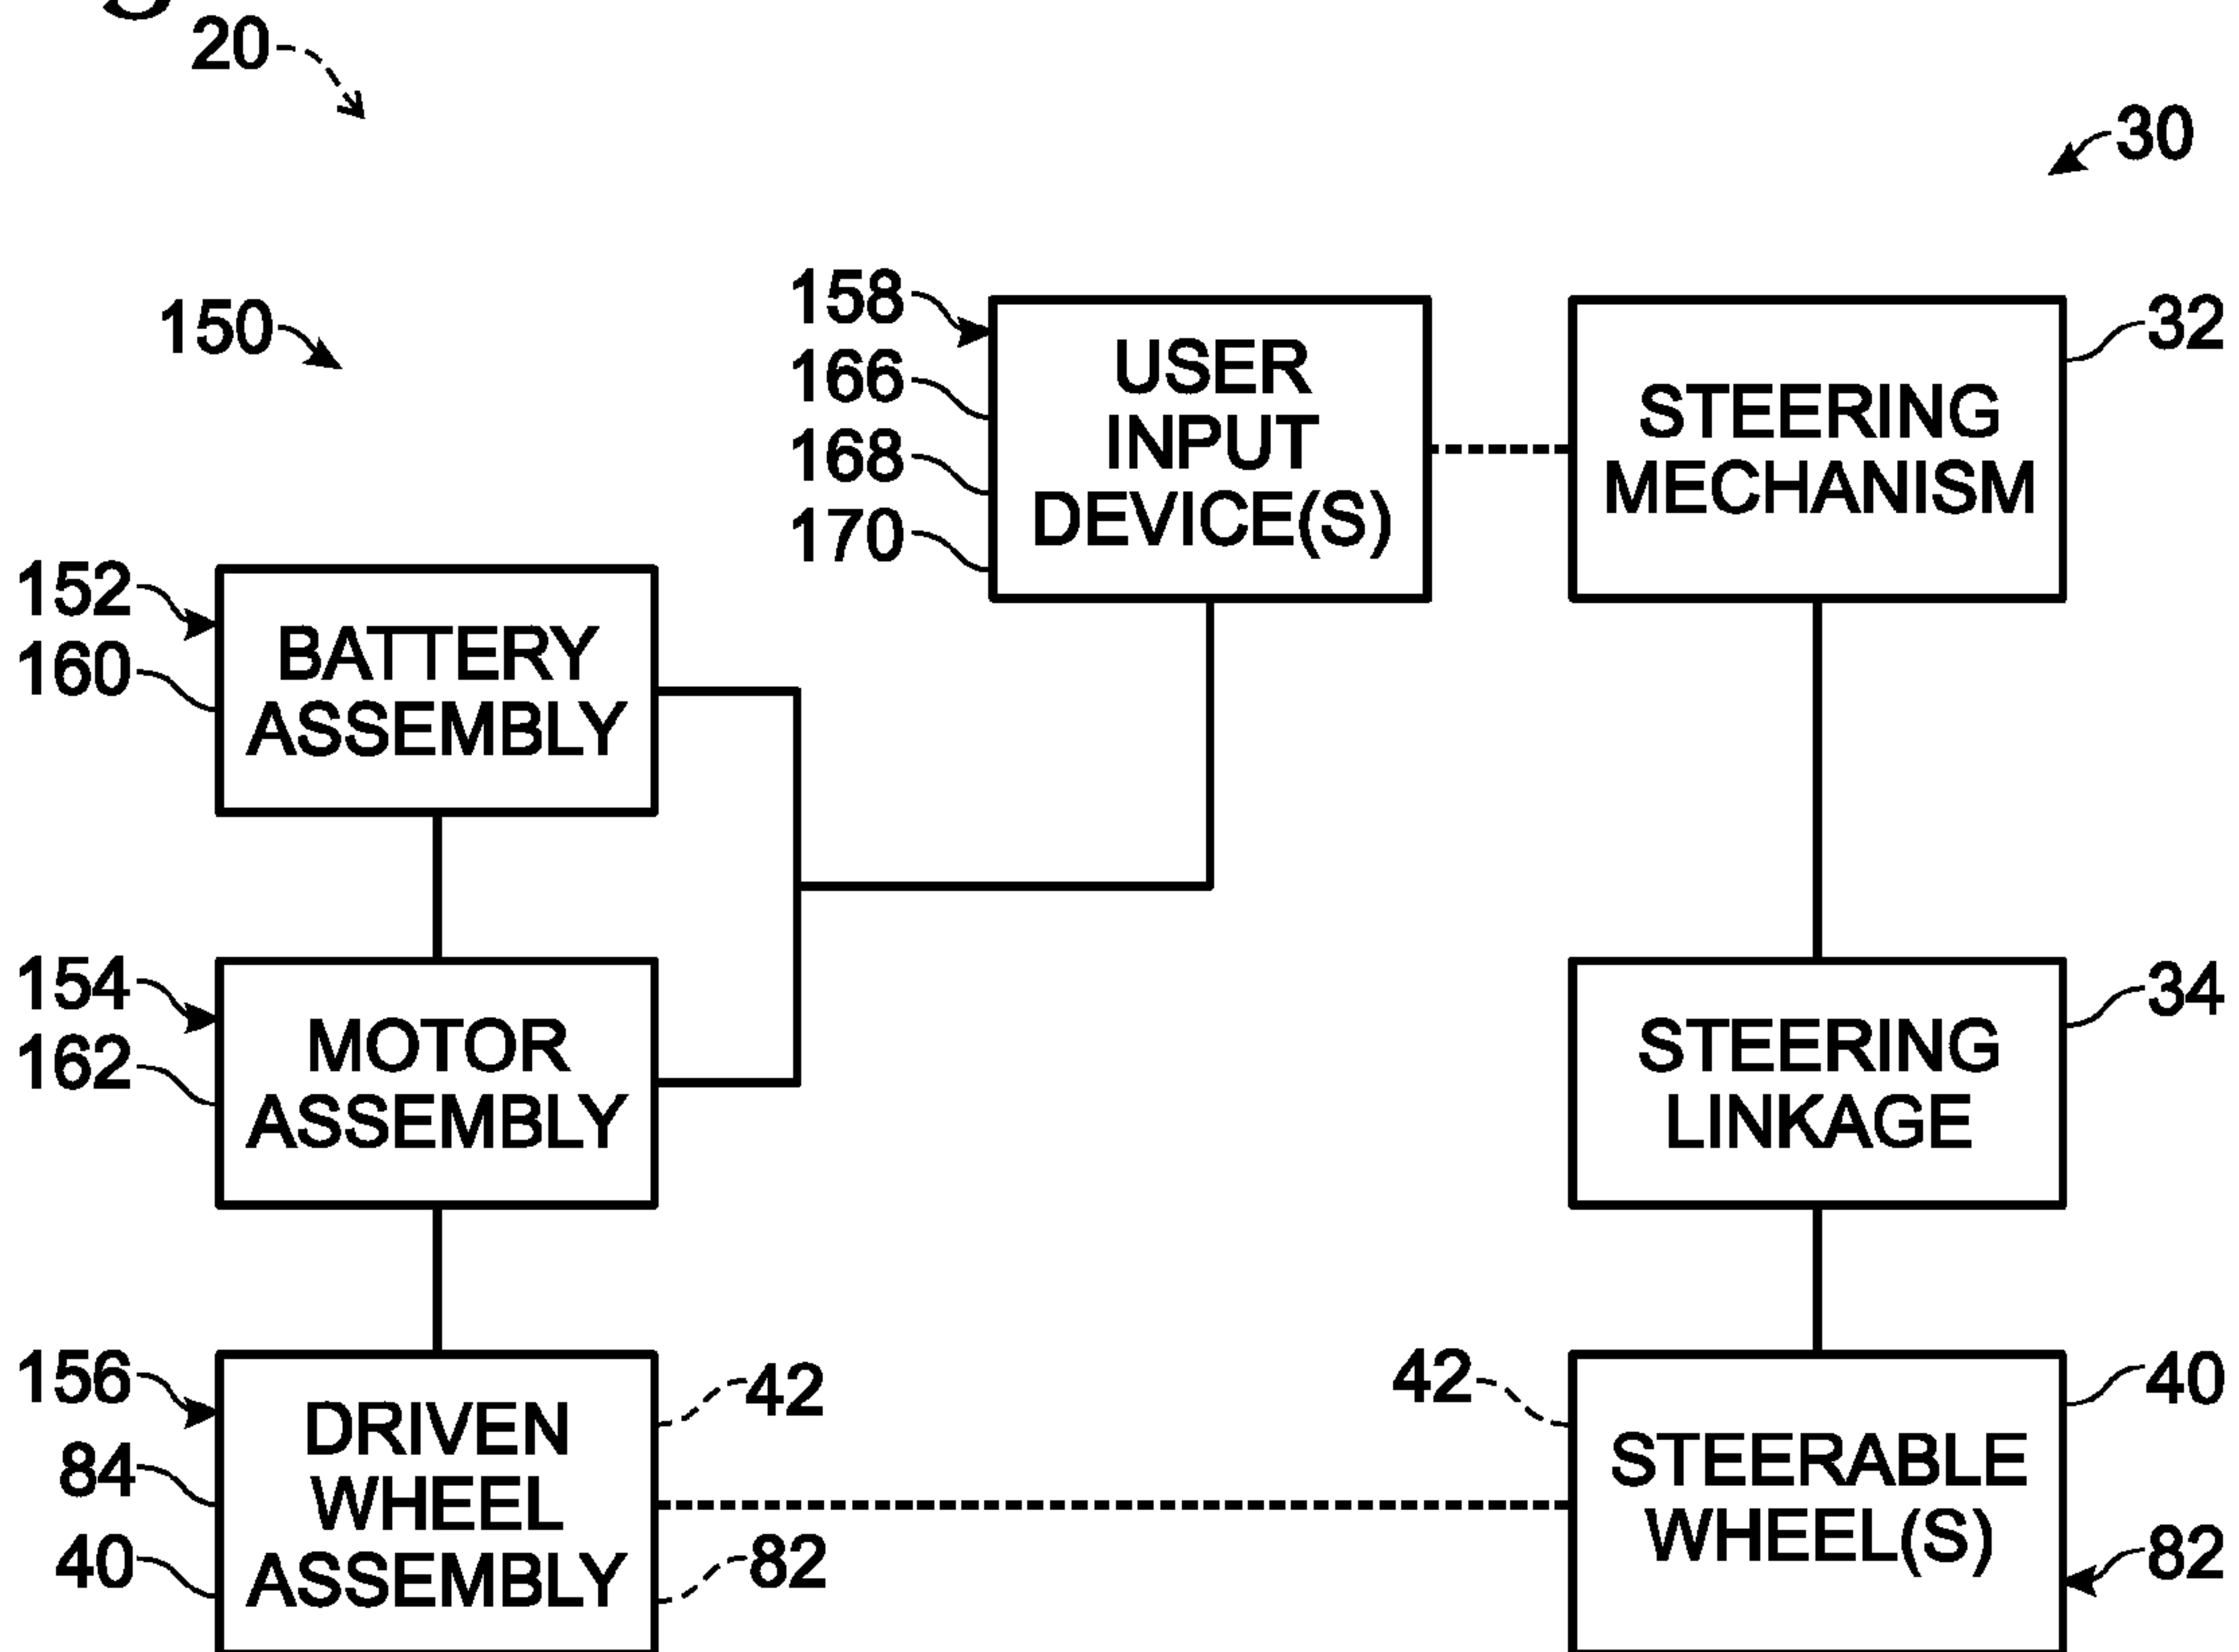 20
30
150
158
166
168
170
USER
INPUT
DEVICE(S)
STEERING
MECHANISM
32
152
160
BATTERY
ASSEMBLY
154
162
MOTOR
ASSEMBLY
STEERING
LINKAGE
34
156
84
40
DRIVEN
WHEEL
ASSEMBLY
42
82
42
STEERABLE
WHEEL(S)
40
82